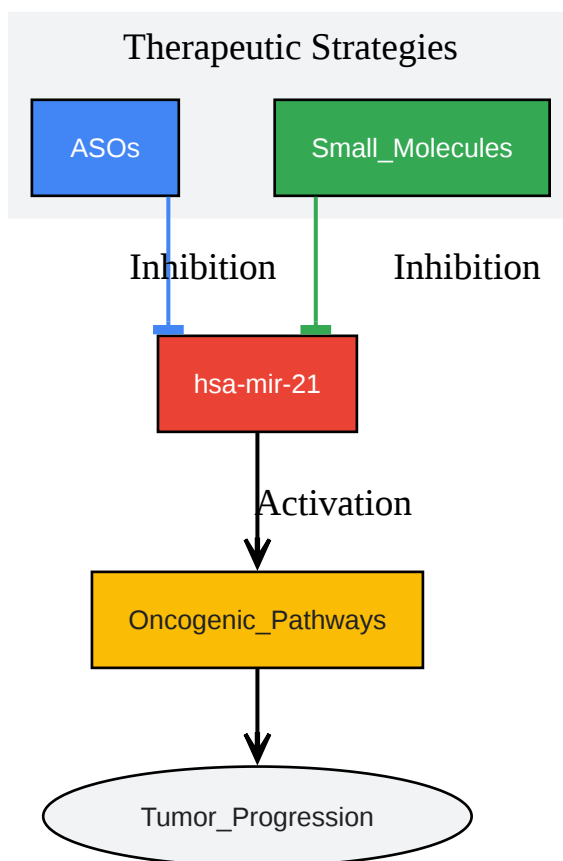 Therapeutic Strategies
ASOs
Small_Molecules
Inhibition
Inhibition
hsa-mir-21
Activation
Oncogenic_Pathways
Tumor_Progression